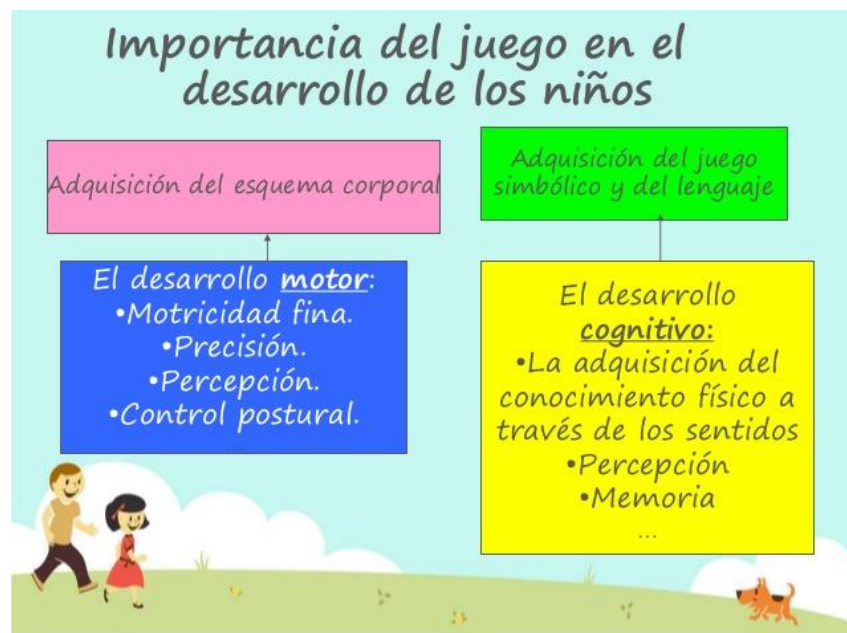 Importancia del juego en el
desarrollo de los niños
Adquisición del esquema corporal
El desarrollo motor:
•Motricidad fina.
•Precisión.
•Percepción.
•Control postural.
...
Adquisición del juego
simbólico y del lenguaje
El desarrollo
cognitivo:
•La adquisición del
conocimiento físico a
través de los sentidos
•Percepción
•Memoria
...